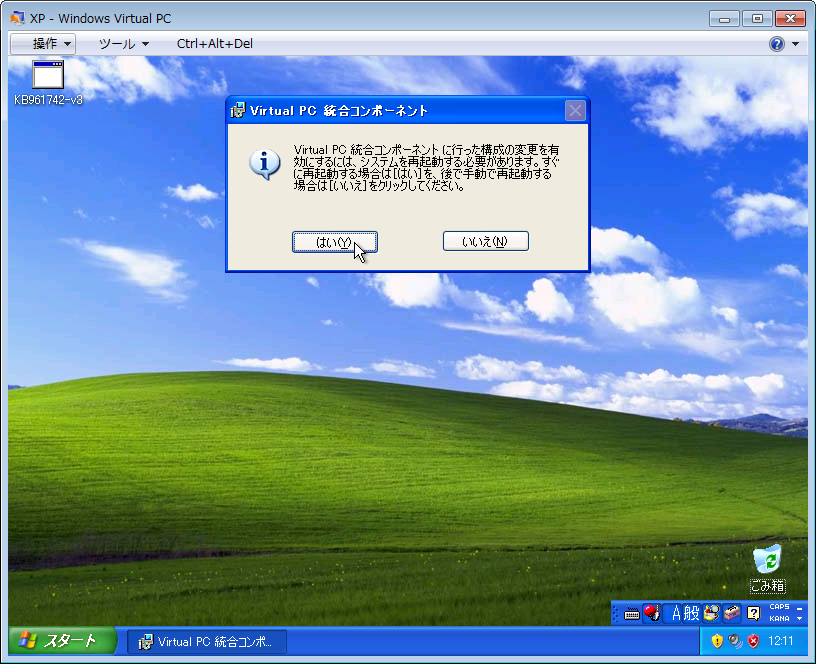 XP - Windows Virtual PC
操作 ツール Ctrl+Alt+Del
KB961742-v3
Virtual PC 統合コンポーネント
Virtual PC 統合コンポーネント に行った構成の変更を有
効にするには、システムを再起動する必要があります。すぐ
に再起動する場合は[はい]を、後で手動で再起動する
場合は[いいえ]をクリックしてください。
はい(Y) いいえ(N)
ごみ箱
A 般 CAPS
KANA
スタート Virtual PC 統合コンポ... 12:11